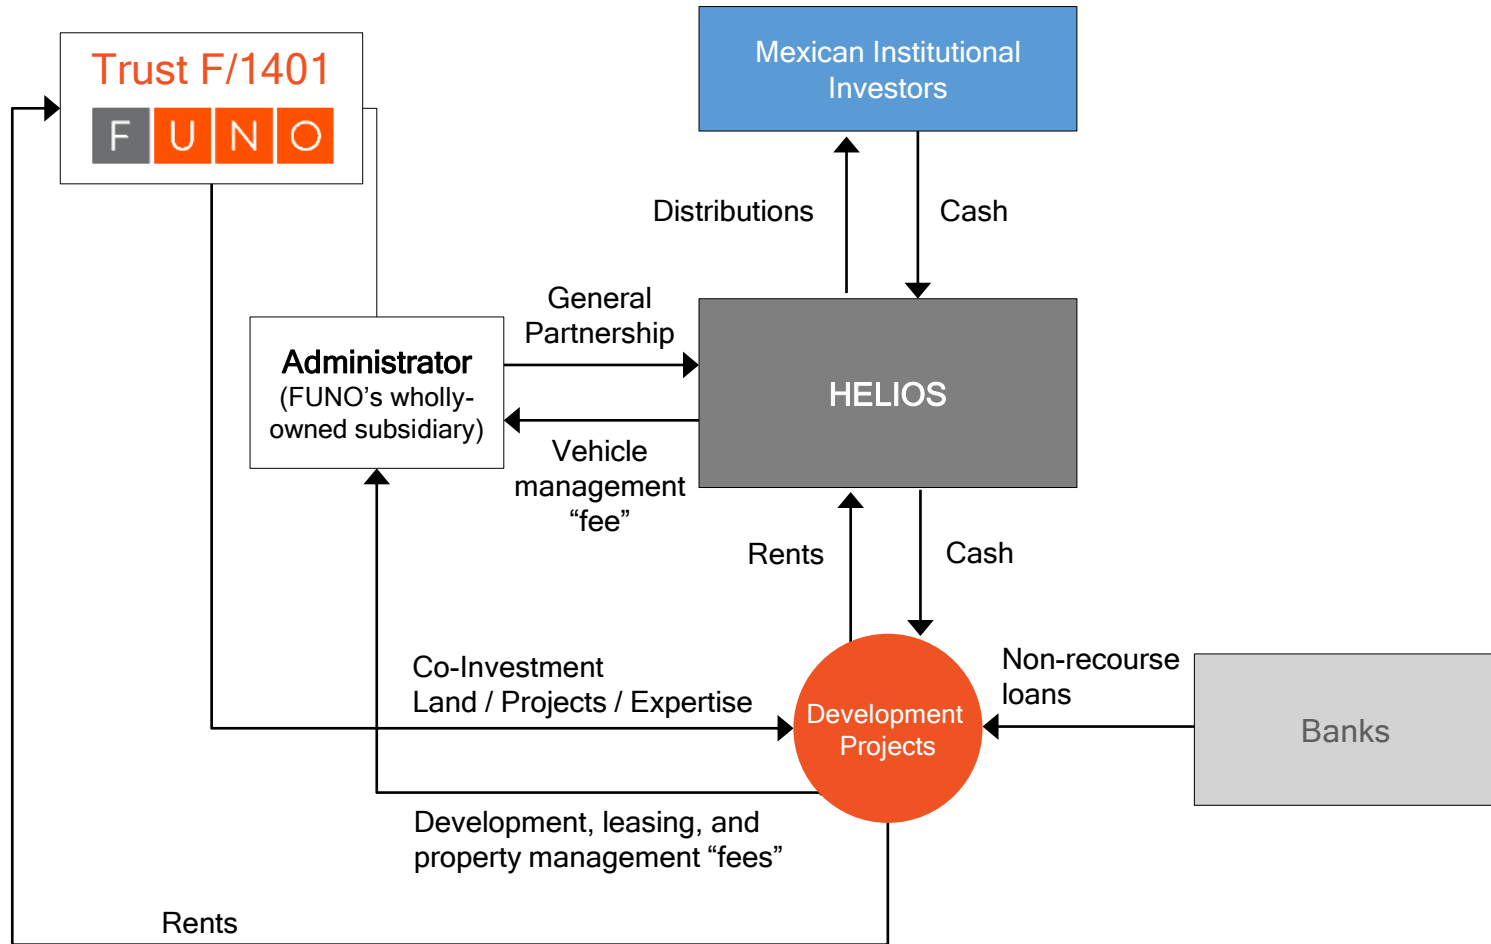 Trust F/1401
FUNO
Mexican Institutional
Investors
Distributions
Cash
General
Partnership
Administrator
(FUNO’s wholly-
owned subsidiary)
HELIOS
Vehicle
management
“fee”
Rents
Cash
Co-Investment
Land / Projects / Expertise
Non-recourse
loans
Development
Projects
Banks
Development, leasing, and
property management “fees”
Rents